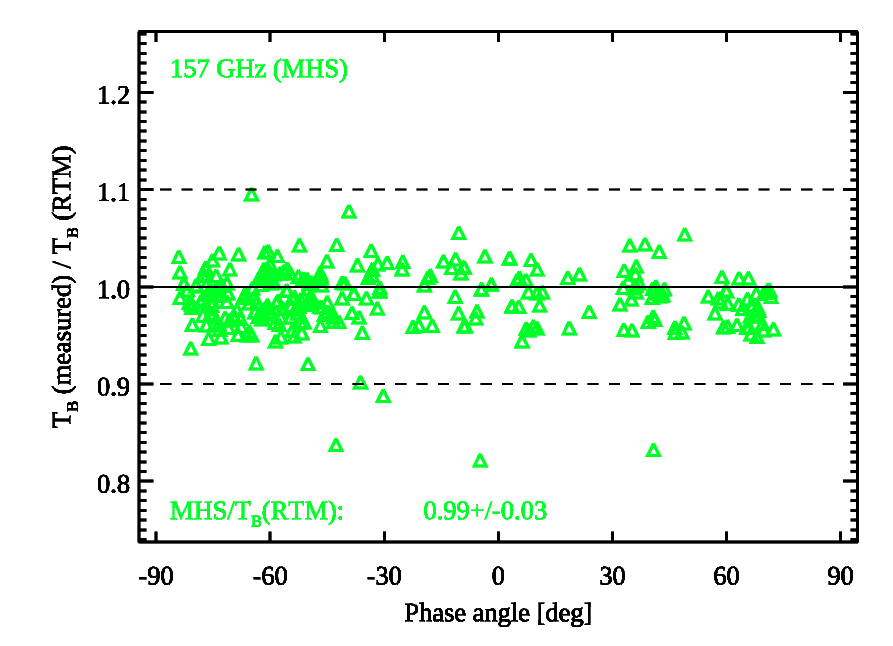 157 GHz (MHS)
1.2
1.1
1.0
0.9
0.8
T_B (measured) / T_B (RTM)
MHS/T_B(RTM): 0.99+/-0.03
-90 -60 -30 0 30 60 90
Phase angle [deg]